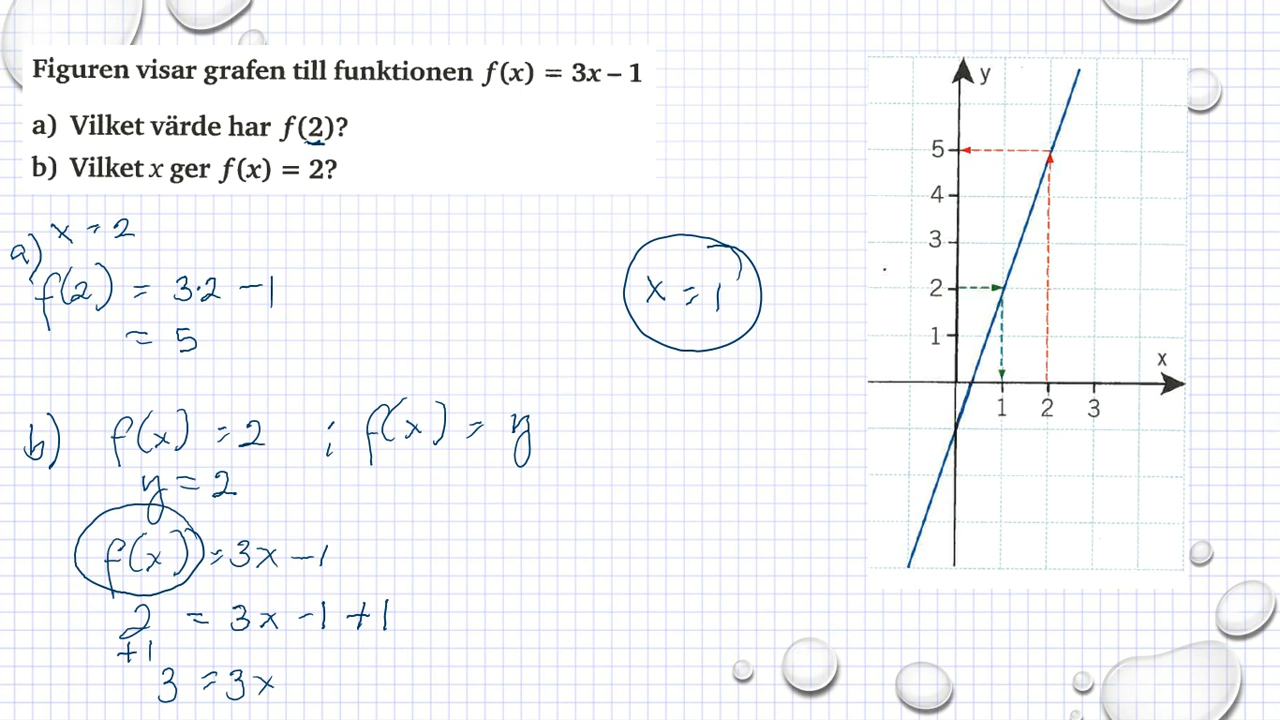 Figuren visar grafen till funktionen f(x) = 3x – 1
a) Vilket värde har f(2)?
b) Vilket x ger f(x) = 2?
a) x = 2
f(2) = 3·2 − 1
= 5
x = 1
b) f(x) = 2 ; f(x) = y
y = 2
f(x) = 3x − 1
2 = 3x − 1 + 1
+1
3 = 3x
y
5
4
3
2
1
x
1 2 3